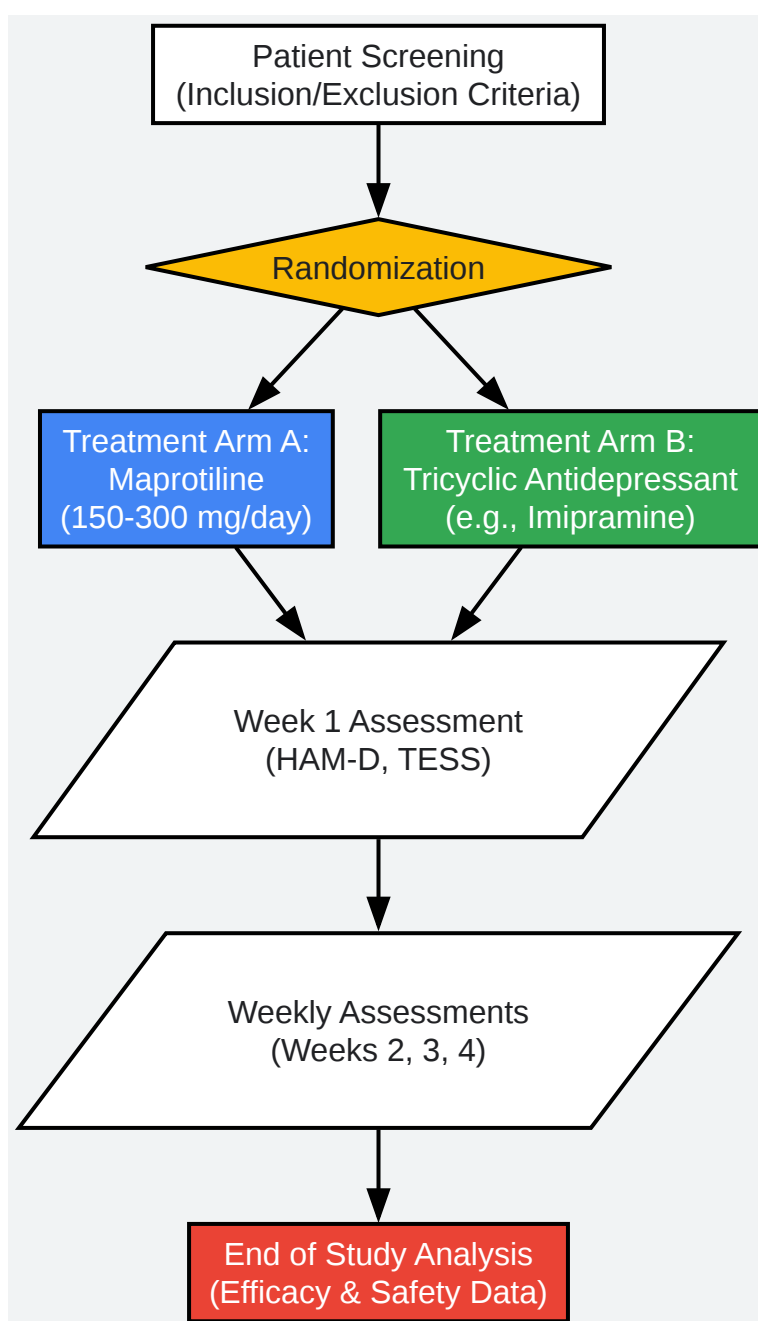 Patient Screening
(Inclusion/Exclusion Criteria)
Randomization
Treatment Arm A:
Maprotiline
(150-300 mg/day)
Treatment Arm B:
Tricyclic Antidepressant
(e.g., Imipramine)
Week 1 Assessment
(HAM-D, TESS)
Weekly Assessments
(Weeks 2, 3, 4)
End of Study Analysis
(Efficacy & Safety Data)